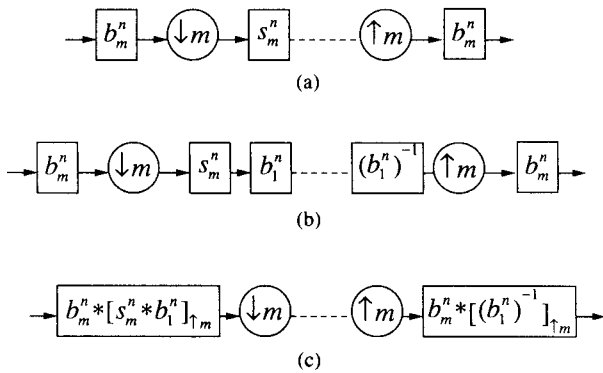 b_m^n ↓m s_m^n ↑m b_m^n
(a)
b_m^n ↓m s_m^n b_1^n (b_1^n)^{-1} ↑m b_m^n
(b)
b_m^n*[s_m^n*b_1^n]_{↑m} ↓m ↑m b_m^n*[(b_1^n)^{-1}]_{↑m}
(c)